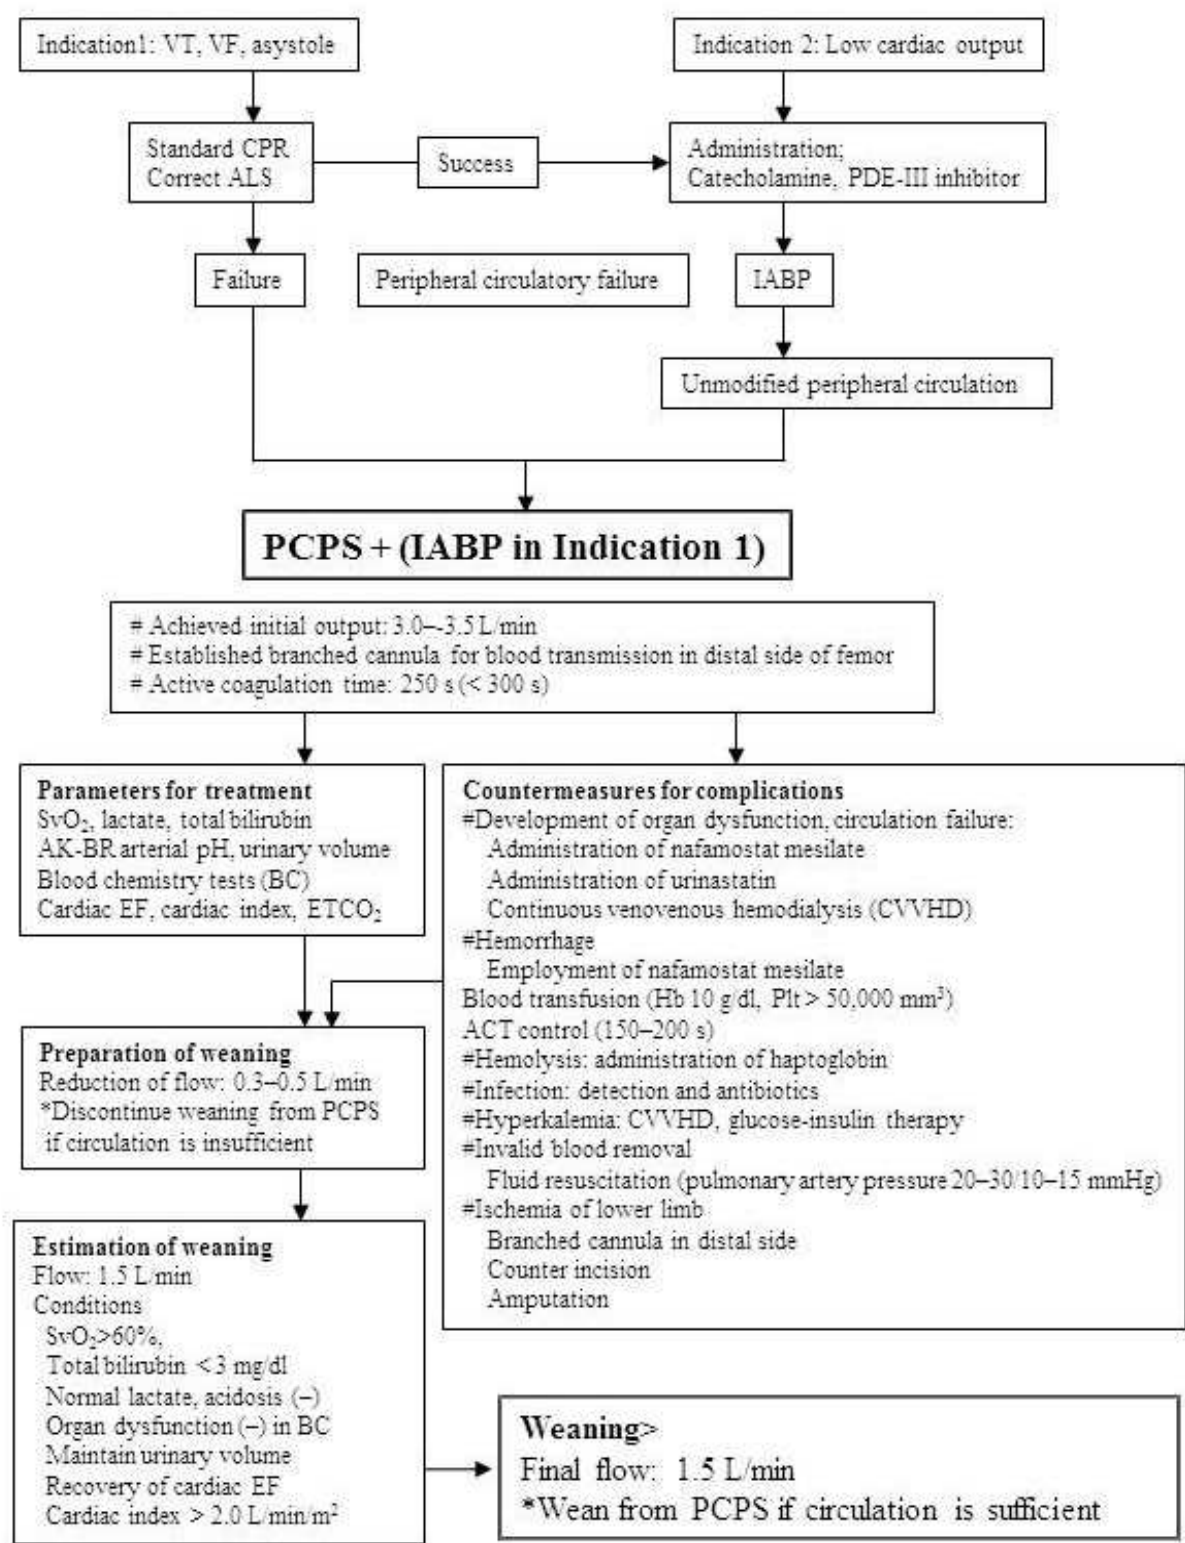 Indication1: VT, VF, asystole
Indication 2: Low cardiac output
Standard CPR
Correct ALS
Success
Administration;
Catecholamine, PDE-III inhibitor
Failure
Peripheral circulatory failure
IABP
Unmodified peripheral circulation
PCPS + (IABP in Indication 1)
# Achieved initial output: 3.0–-3.5 L/min
# Established branched cannula for blood transmission in distal side of femor
# Active coagulation time: 250 s (< 300 s)
Parameters for treatment
SvO₂, lactate, total bilirubin
AK-BR arterial pH, urinary volume
Blood chemistry tests (BC)
Cardiac EF, cardiac index, ETCO₂
Countermeasures for complications
#Development of organ dysfunction, circulation failure:
Administration of nafamostat mesilate
Administration of urinastatin
Continuous venovenous hemodialysis (CVVHD)
#Hemorrhage
Employment of nafamostat mesilate
Blood transfusion (Hb 10 g/dl, Plt > 50,000 mm³)
ACT control (150–200 s)
#Hemolysis: administration of haptoglobin
#Infection: detection and antibiotics
#Hyperkalemia: CVVHD, glucose-insulin therapy
#Invalid blood removal
Fluid resuscitation (pulmonary artery pressure 20–30/10–15 mmHg)
#Ischemia of lower limb
Branched cannula in distal side
Counter incision
Amputation
Preparation of weaning
Reduction of flow: 0.3–0.5 L/min
*Discontinue weaning from PCPS
if circulation is insufficient
Estimation of weaning
Flow: 1.5 L/min
Conditions
SvO₂>60%,
Total bilirubin < 3 mg/dl
Normal lactate, acidosis (–)
Organ dysfunction (–) in BC
Maintain urinary volume
Recovery of cardiac EF
Cardiac index > 2.0 L/min/m²
Weaning>
Final flow: 1.5 L/min
*Wean from PCPS if circulation is sufficient